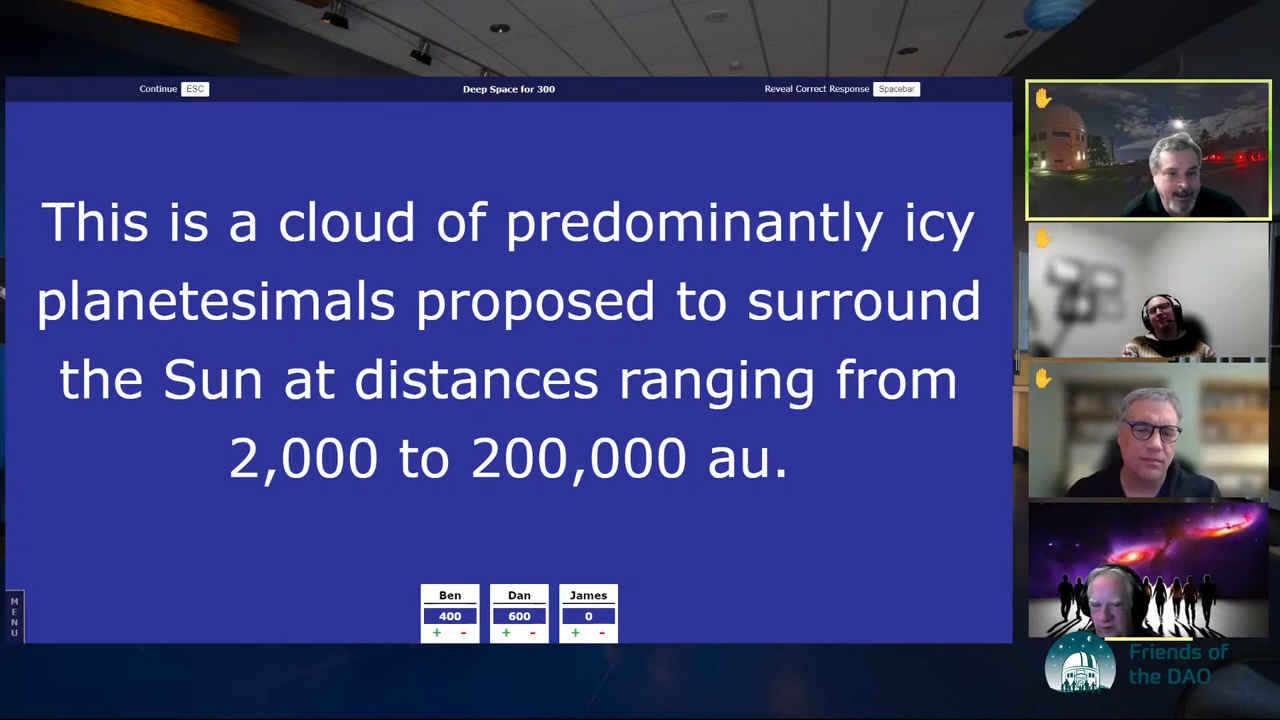 Continue ESC
Deep Space for 300
Reveal Correct Response Spacebar
This is a cloud of predominantly icy
planetesimals proposed to surround
the Sun at distances ranging from
2,000 to 200,000 au.
MENU
Ben
400
+ -
Dan
600
+ -
James
0
+ -
Friends of
the DAO